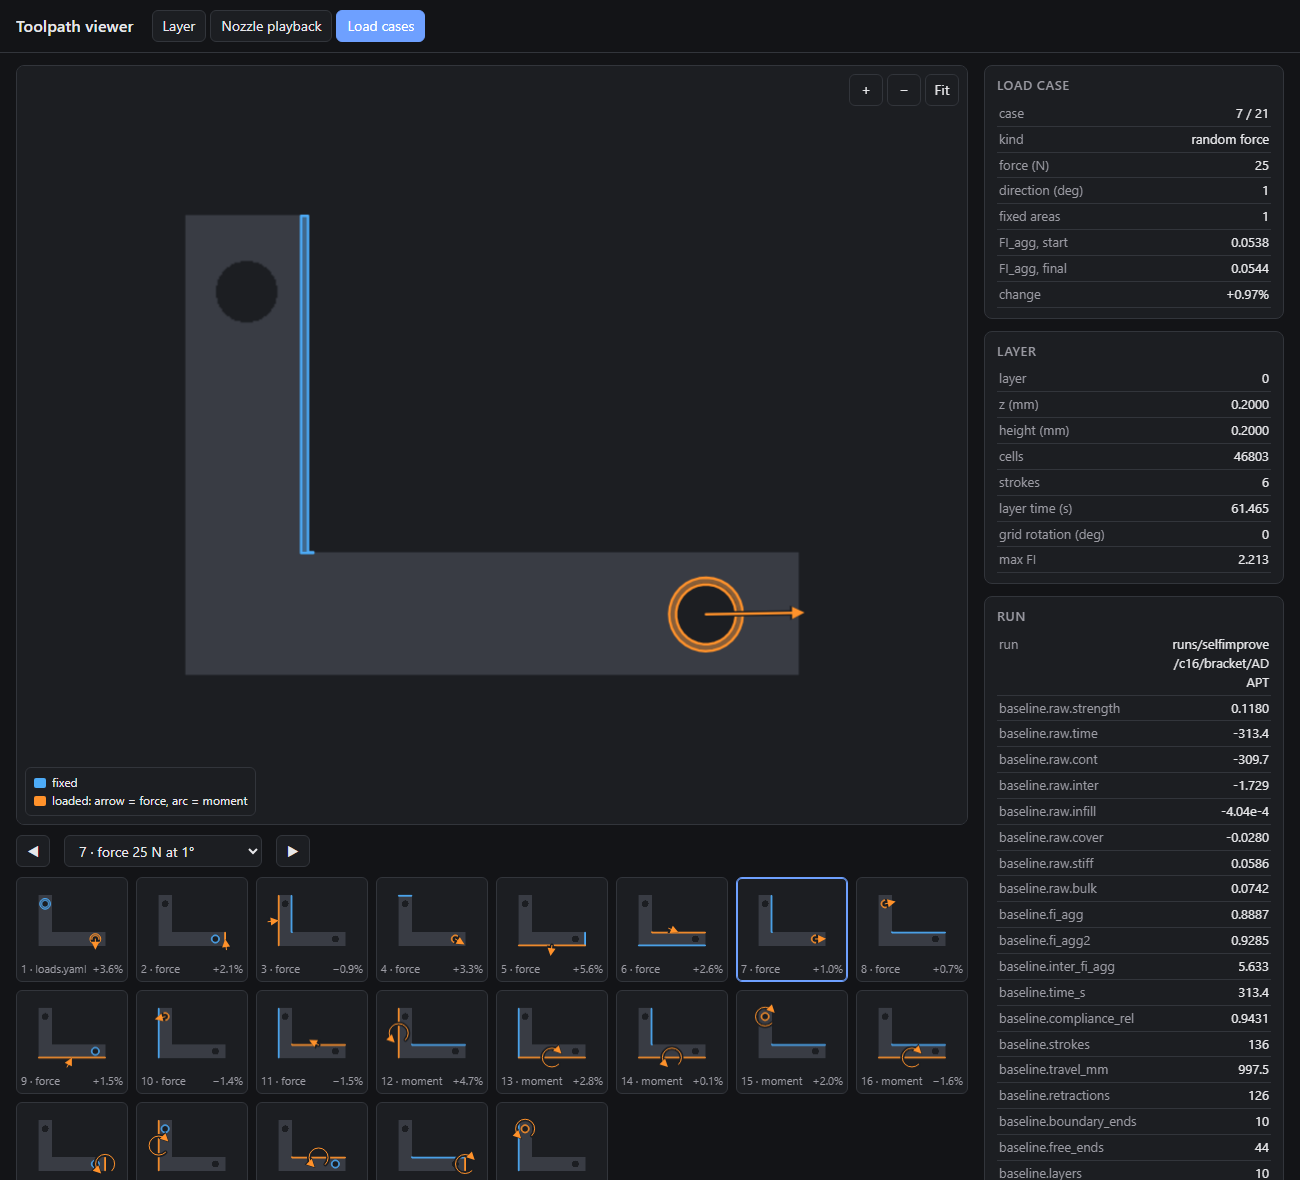 Toolpath viewer Layer Nozzle playback Load cases
+ − Fit
fixed
loaded: arrow = force, arc = moment
◀ 7 · force 25 N at 1° ▶
1 · loads.yaml +3.6%
2 · force +2.1%
3 · force −0.9%
4 · force +3.3%
5 · force +5.6%
6 · force +2.6%
7 · force +1.0%
8 · force +0.7%
9 · force +1.5%
10 · force −1.4%
11 · force −1.5%
12 · moment +4.7%
13 · moment +2.8%
14 · moment +0.1%
15 · moment +2.0%
16 · moment −1.6%
LOAD CASE
case 7 / 21
kind random force
force (N) 25
direction (deg) 1
fixed areas 1
FI_agg, start 0.0538
FI_agg, final 0.0544
change +0.97%
LAYER
layer 0
z (mm) 0.2000
height (mm) 0.2000
cells 46803
strokes 6
layer time (s) 61.465
grid rotation (deg) 0
max FI 2.213
RUN
run runs/selfimprove
/c16/bracket/AD
APT
baseline.raw.strength 0.1180
baseline.raw.time -313.4
baseline.raw.cont -309.7
baseline.raw.inter -1.729
baseline.raw.infill -4.04e-4
baseline.raw.cover -0.0280
baseline.raw.stiff 0.0586
baseline.raw.bulk 0.0742
baseline.fi_agg 0.8887
baseline.fi_agg2 0.9285
baseline.inter_fi_agg 5.633
baseline.time_s 313.4
baseline.compliance_rel 0.9431
baseline.strokes 136
baseline.travel_mm 997.5
baseline.retractions 126
baseline.boundary_ends 10
baseline.free_ends 44
baseline.layers 10